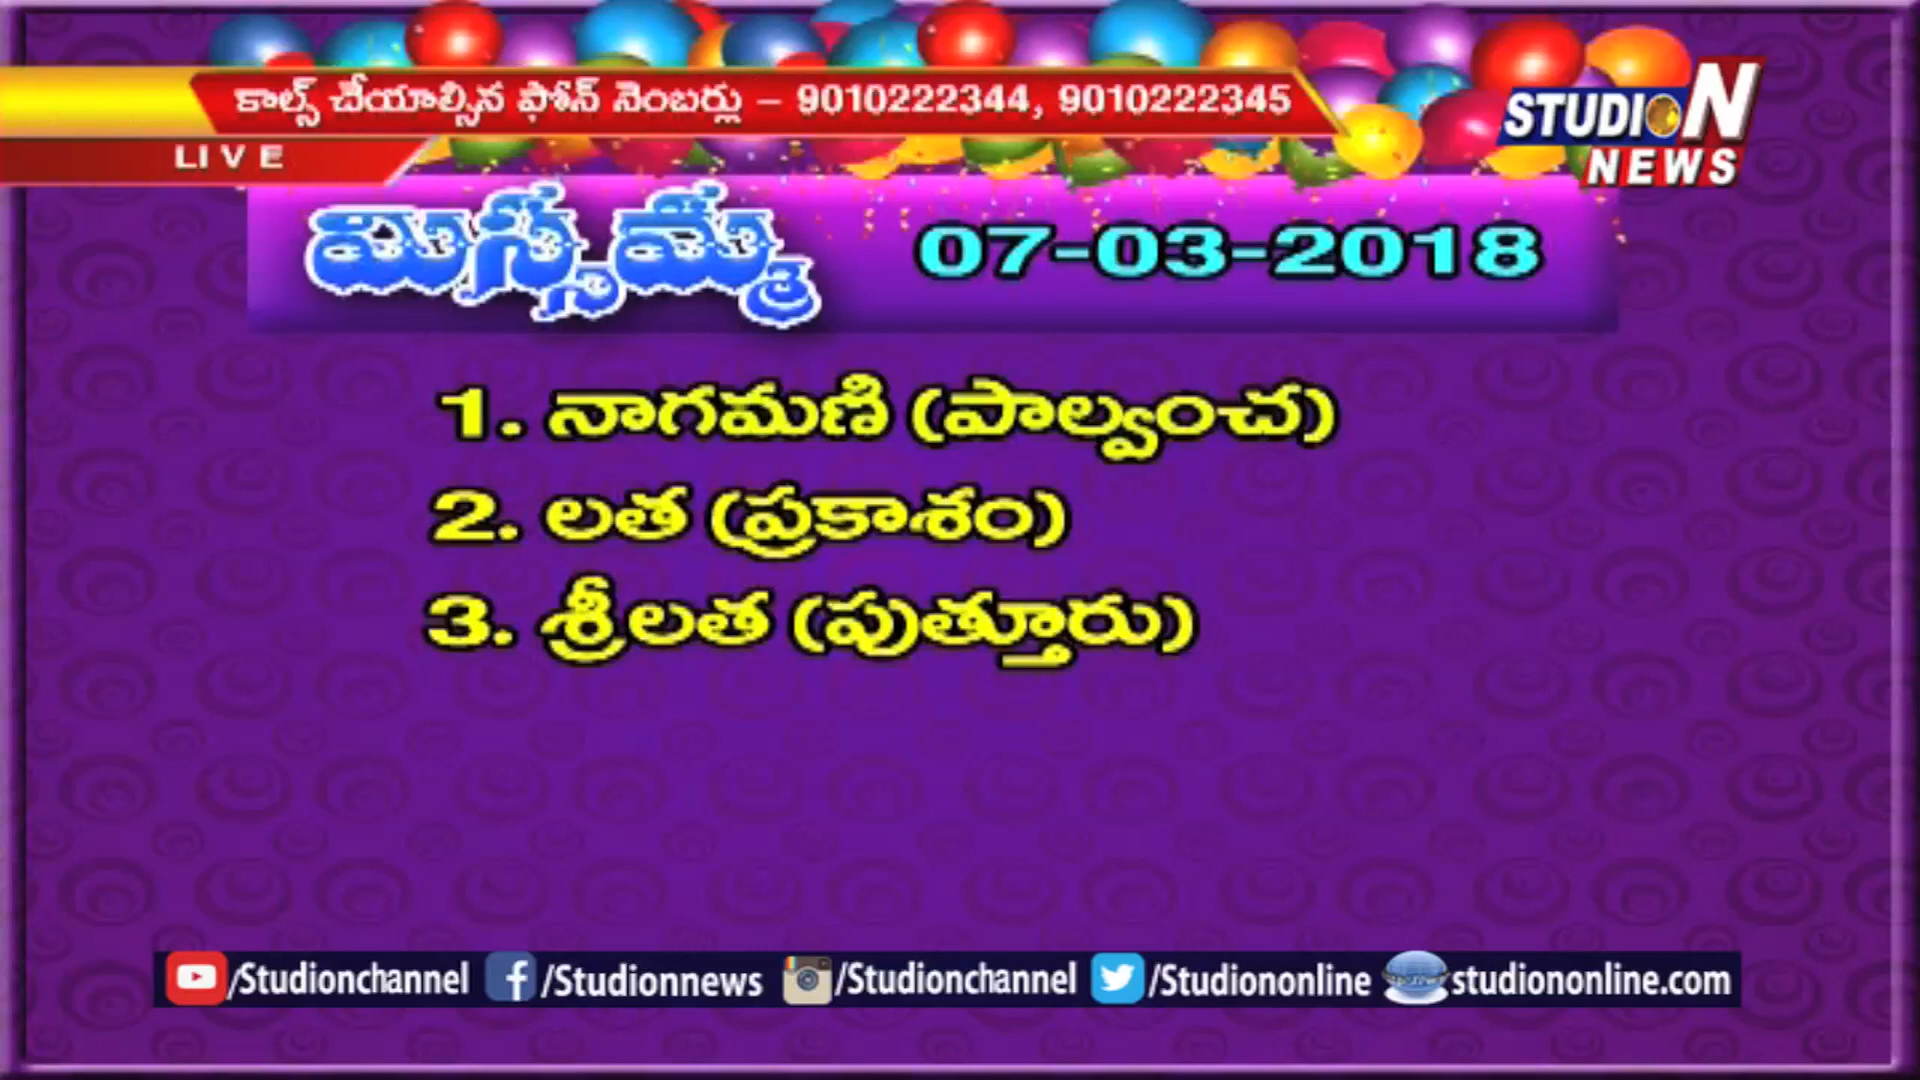 కాల్స్ చేయాల్సిన ఫోన్ నెంబర్లు – 9010222344, 9010222345
STUDIO N
NEWS
LIVE
మిస్సమ్మ 07-03-2018
1. నాగమణి (పాల్వంచ)
2. లత (ప్రకాశం)
3. శ్రీలత (పుత్తూరు)
/Studionchannel /Studionnews /Studionchannel /Studiononline studiononline.com